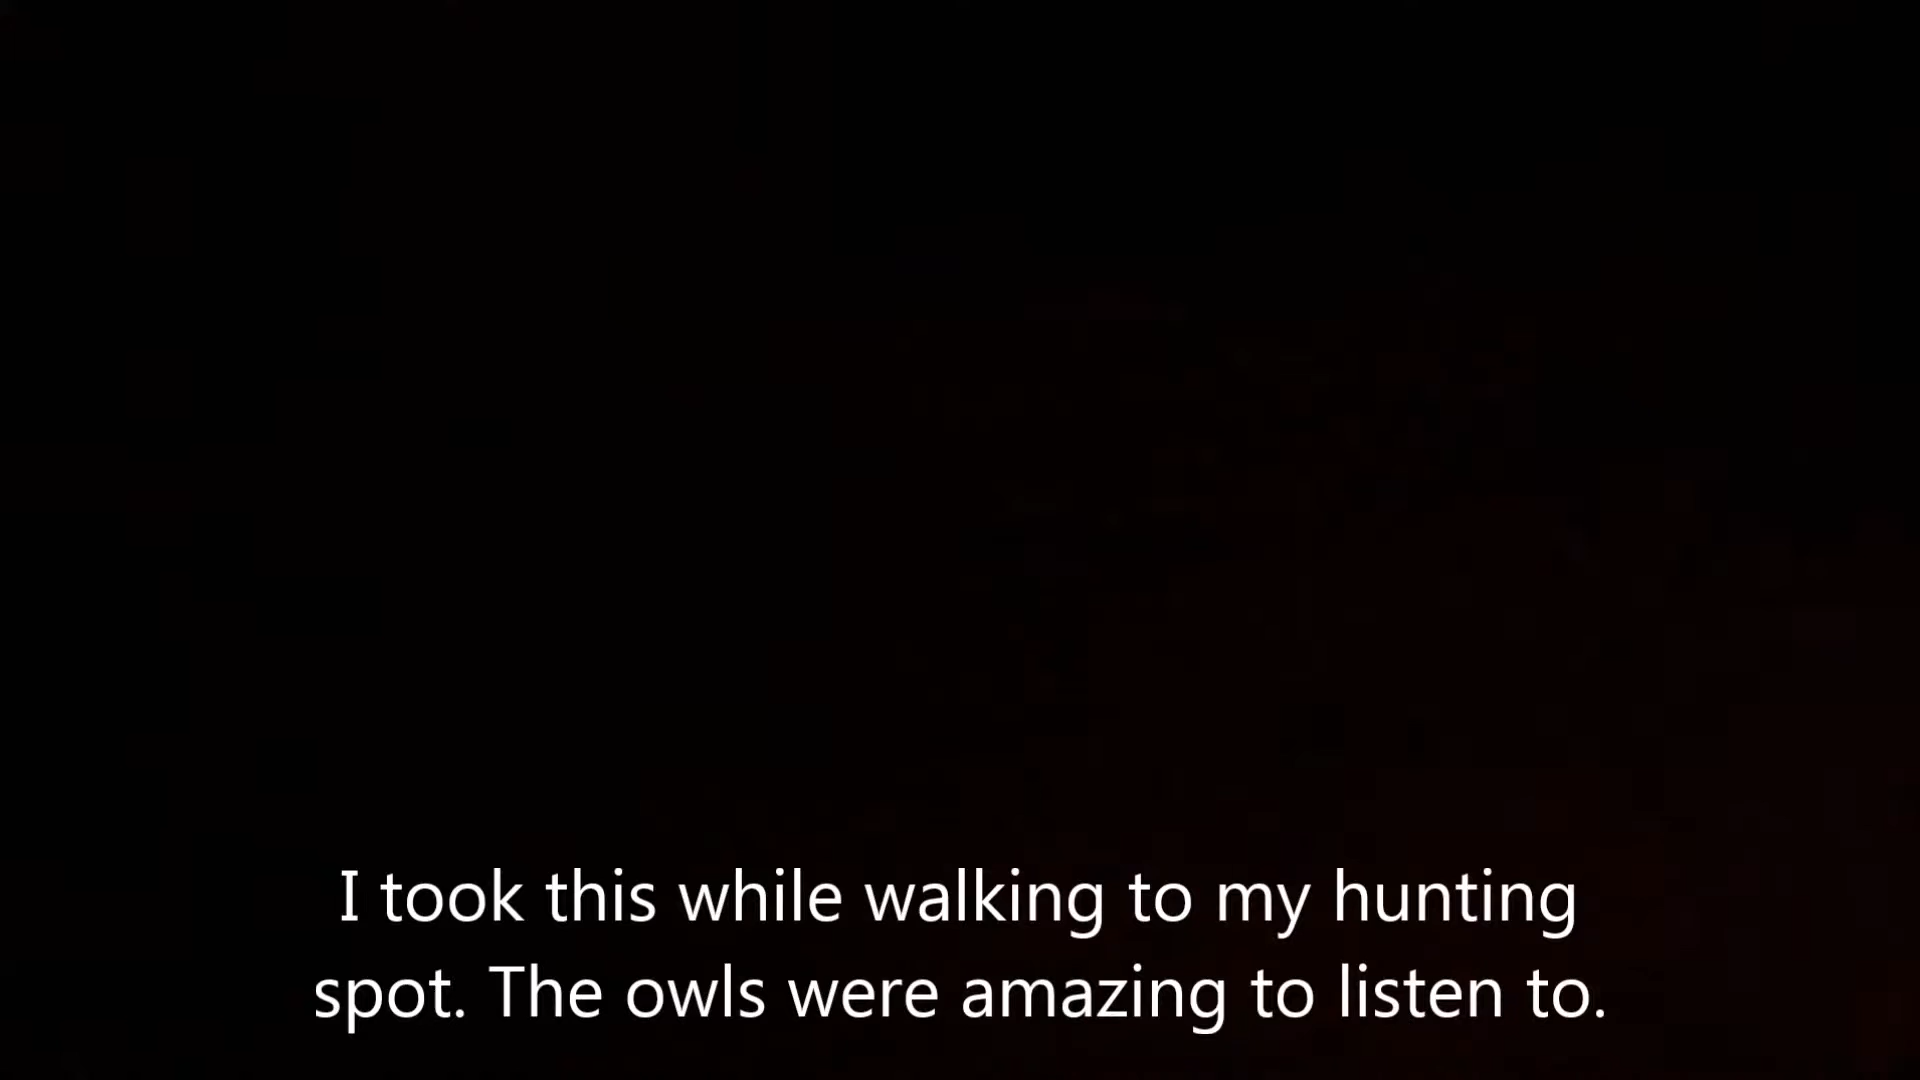 I took this while walking to my hunting
spot. The owls were amazing to listen to.